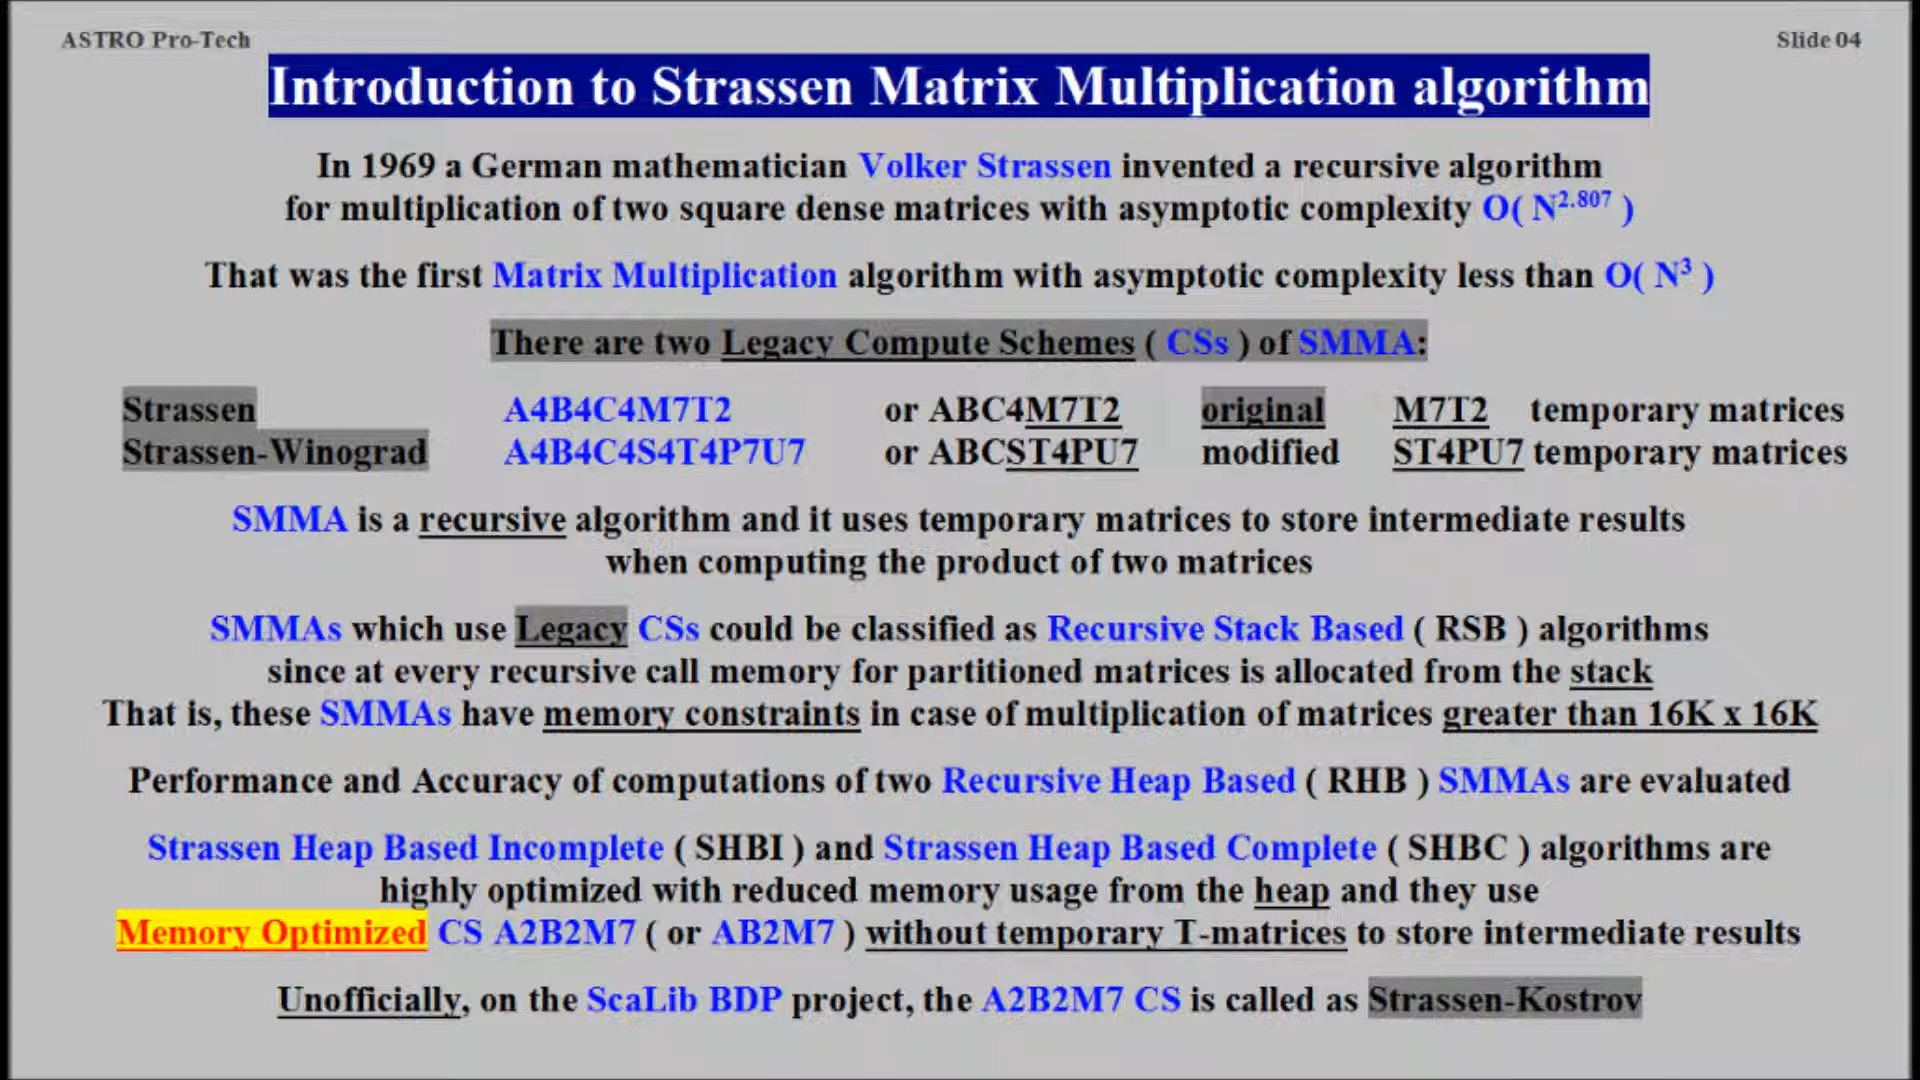 ASTRO Pro-Tech
Slide 04
Introduction to Strassen Matrix Multiplication algorithm
In 1969 a German mathematician Volker Strassen invented a recursive algorithm
for multiplication of two square dense matrices with asymptotic complexity O( N^2.807 )
That was the first Matrix Multiplication algorithm with asymptotic complexity less than O( N^3 )
There are two Legacy Compute Schemes ( CSs ) of SMMA:
Strassen A4B4C4M7T2 or ABC4M7T2 original M7T2 temporary matrices
Strassen-Winograd A4B4C4S4T4P7U7 or ABCST4PU7 modified ST4PU7 temporary matrices
SMMA is a recursive algorithm and it uses temporary matrices to store intermediate results
when computing the product of two matrices
SMMAs which use Legacy CSs could be classified as Recursive Stack Based ( RSB ) algorithms
since at every recursive call memory for partitioned matrices is allocated from the stack
That is, these SMMAs have memory constraints in case of multiplication of matrices greater than 16K x 16K
Performance and Accuracy of computations of two Recursive Heap Based ( RHB ) SMMAs are evaluated
Strassen Heap Based Incomplete ( SHBI ) and Strassen Heap Based Complete ( SHBC ) algorithms are
highly optimized with reduced memory usage from the heap and they use
Memory Optimized CS A2B2M7 ( or AB2M7 ) without temporary T-matrices to store intermediate results
Unofficially, on the ScaLib BDP project, the A2B2M7 CS is called as Strassen-Kostrov